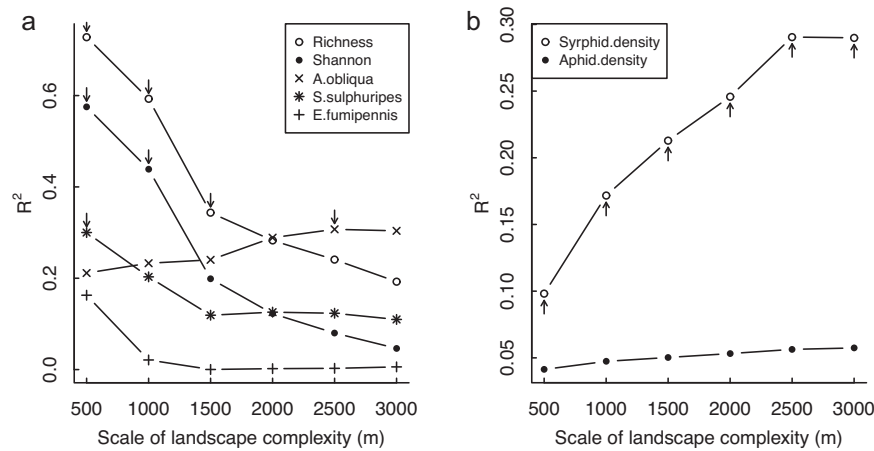 a
Richness
Shannon
A.obliqua
S.sulphuripes
E.fumipennis
R²
0.6
0.4
0.2
0.0
500 1000 1500 2000 2500 3000
Scale of landscape complexity (m)
b
Syrphid.density
Aphid.density
R²
0.30
0.25
0.20
0.15
0.10
0.05
500 1000 1500 2000 2500 3000
Scale of landscape complexity (m)